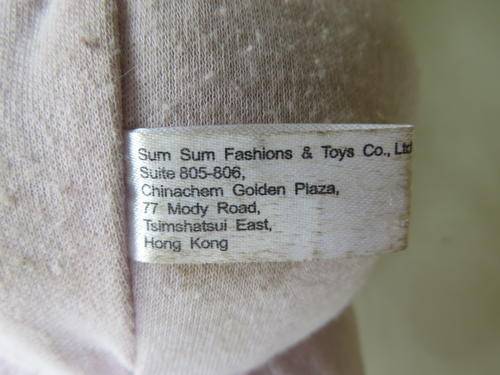 Sum Sum Fashions & Toys Co., Ltd
Suite 805-806,
Chinachem Golden Plaza,
77 Mody Road,
Tsimshatsui East,
Hong Kong